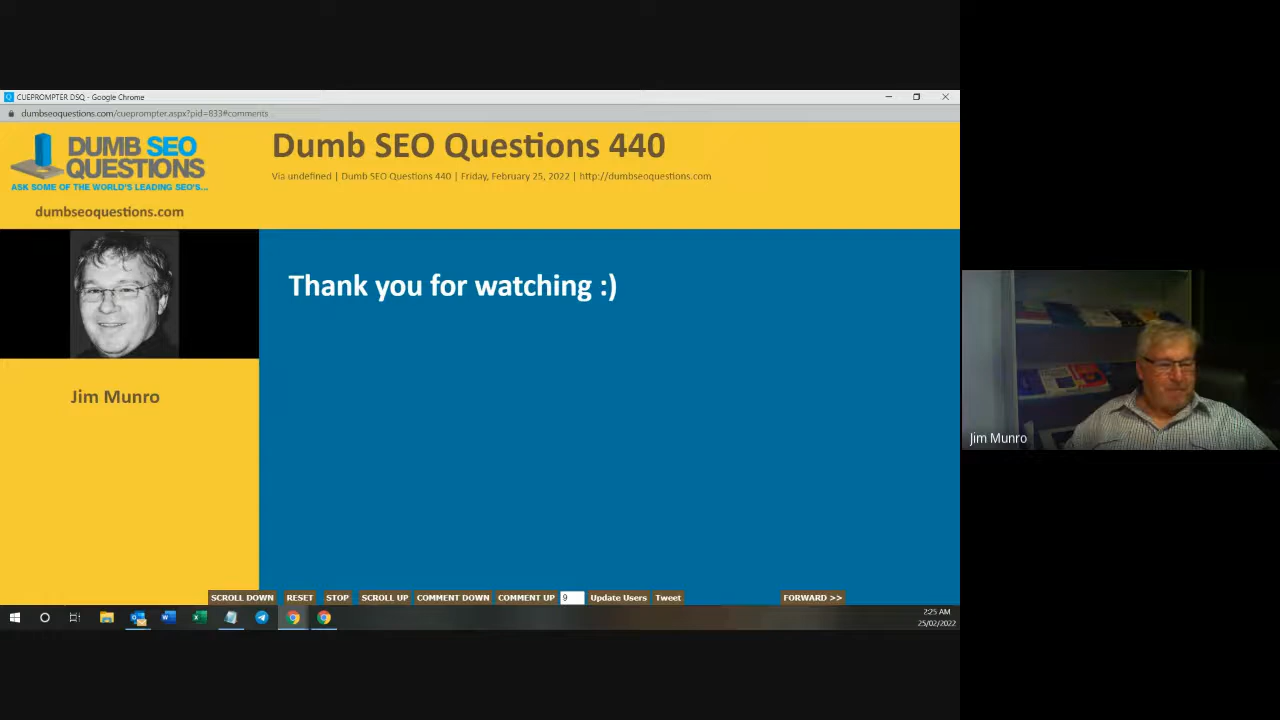 CUEPROMPTER DSQ - Google Chrome
dumbseoquestions.com/cueprompter.aspx?pid=833#comments
DUMB SEO
QUESTIONS
ASK SOME OF THE WORLD'S LEADING SEO'S...
dumbseoquestions.com
Dumb SEO Questions 440
Via undefined | Dumb SEO Questions 440 | Friday, February 25, 2022 | http://dumbseoquestions.com
Thank you for watching :)
Jim Munro
Jim Munro
SCROLL DOWN RESET STOP SCROLL UP COMMENT DOWN COMMENT UP 9 Update Users Tweet FORWARD >>
2:25 AM
25/02/2022